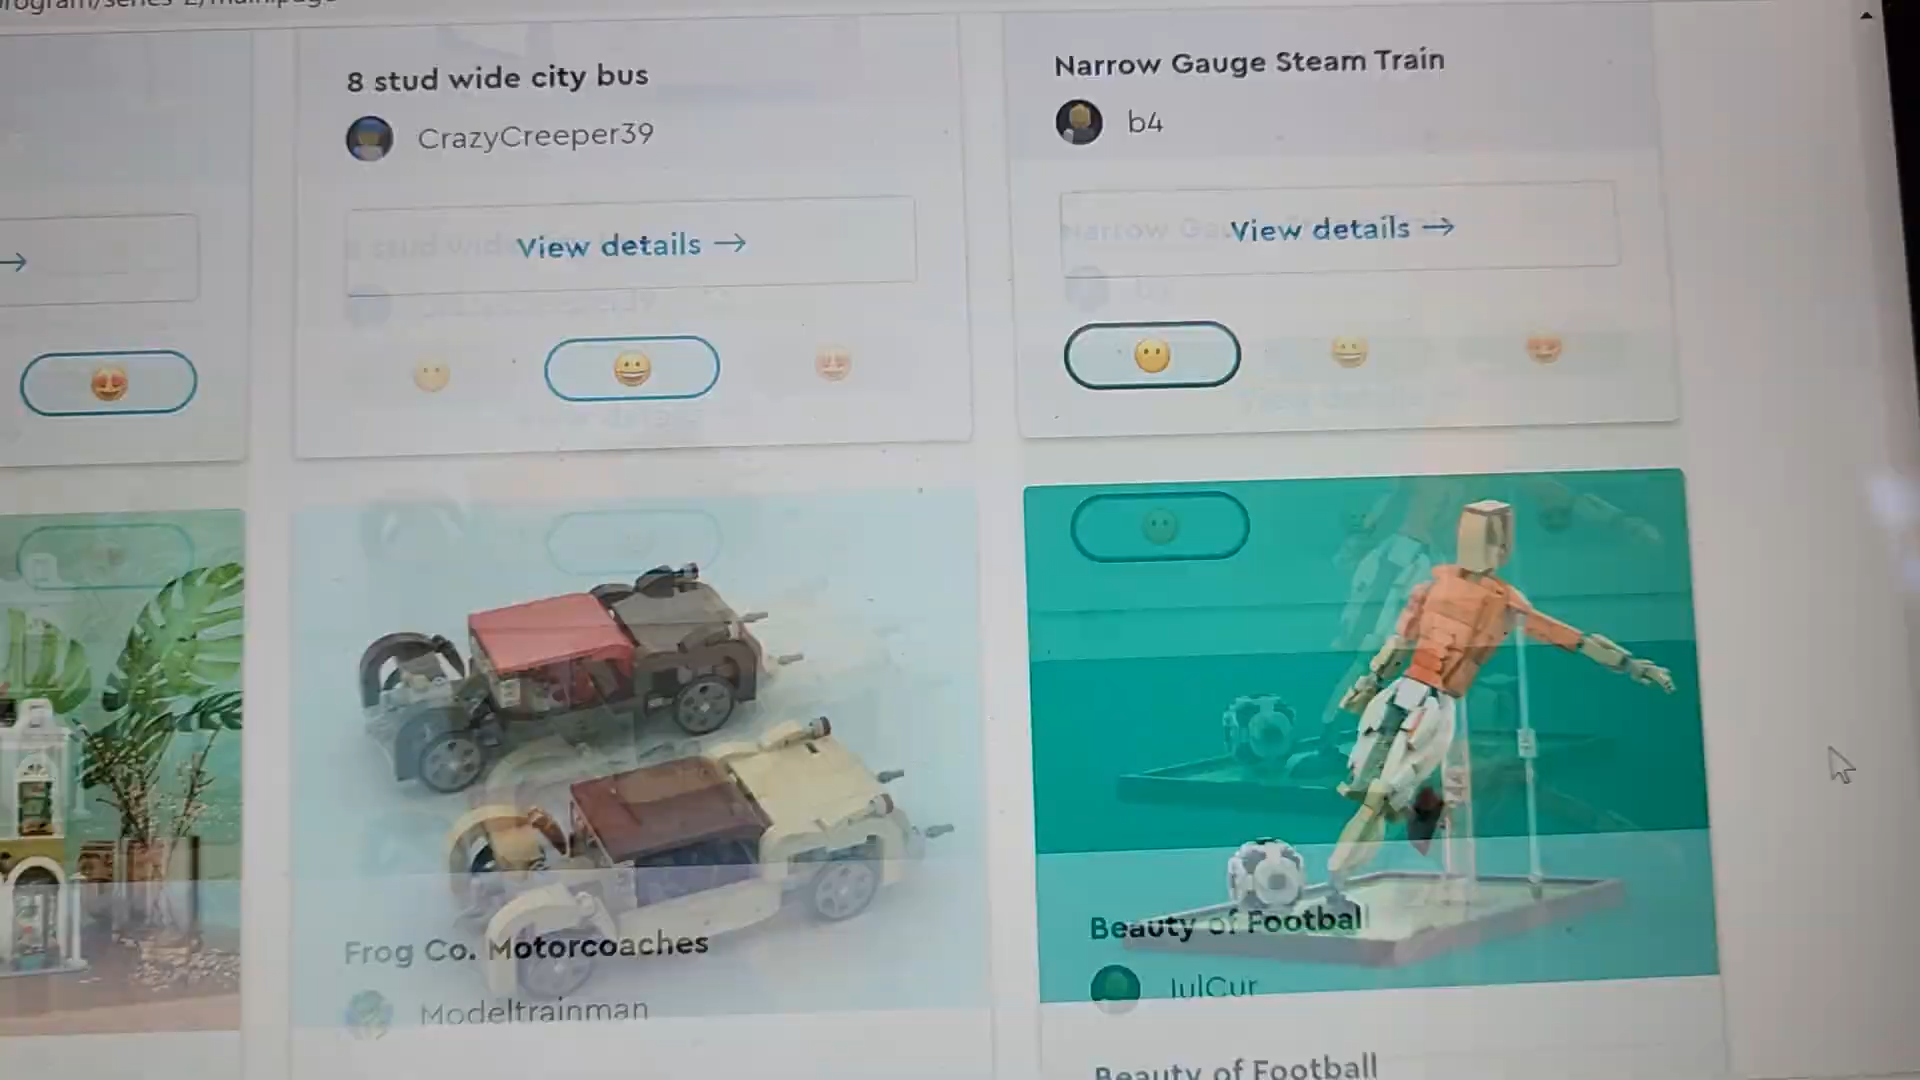 8 stud wide city bus
CrazyCreeper39
View details →
Narrow Gauge Steam Train
b4
View details →
Frog Co. Motorcoaches
Modeltrainman
Beauty of Football
Beauty of Football